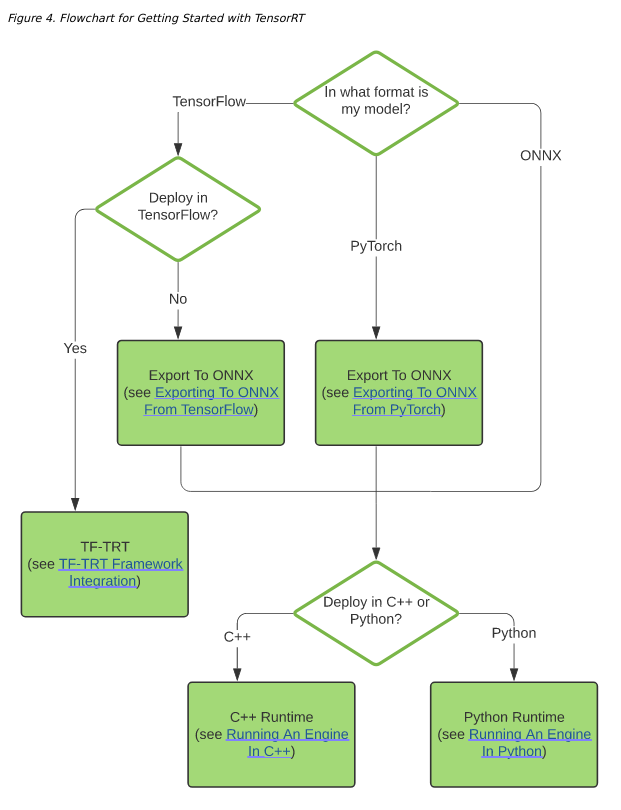 Figure 4. Flowchart for Getting Started with TensorRT
In what format is
my model?
TensorFlow
ONNX
Deploy in
TensorFlow?
PyTorch
No
Yes
Export To ONNX
(see Exporting To ONNX
From TensorFlow)
Export To ONNX
(see Exporting To ONNX
From PyTorch)
TF-TRT
(see TF-TRT Framework
Integration)
Deploy in C++ or
Python?
C++
Python
C++ Runtime
(see Running An Engine
In C++)
Python Runtime
(see Running An Engine
In Python)